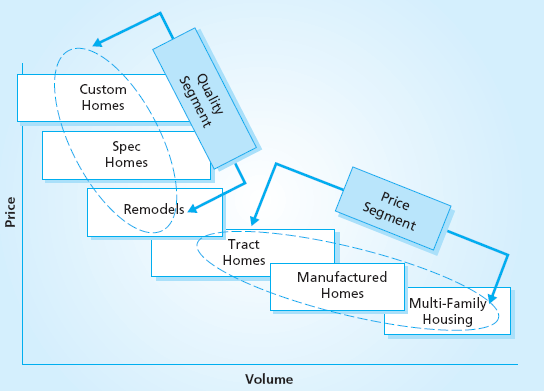 Quality
Segment
Custom
Homes
Spec
Homes
Remodels
Price
Segment
Tract
Homes
Manufactured
Homes
Multi-Family
Housing
Price
Volume